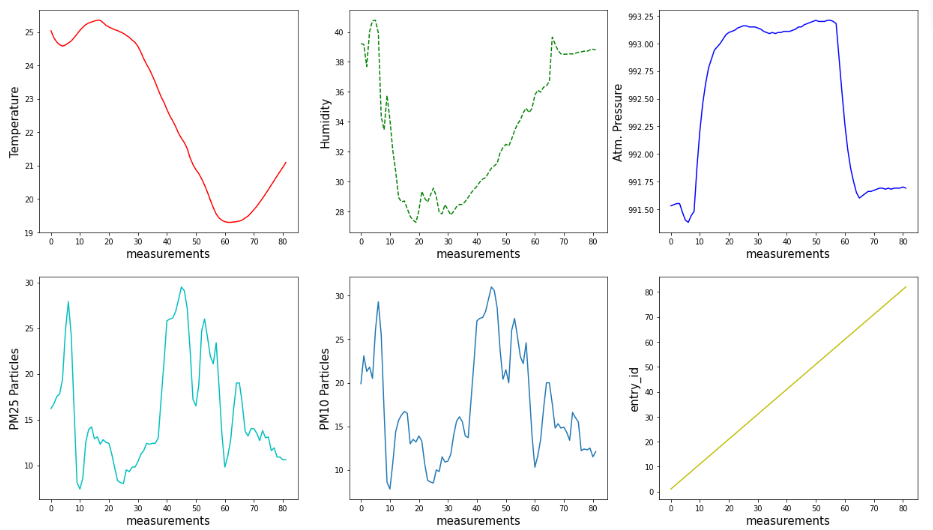 Temperature
25
24
23
22
21
20
19
0 10 20 30 40 50 60 70 80
measurements
Humidity
40
38
36
34
32
30
28
0 10 20 30 40 50 60 70 80
measurements
Atm. Pressure
993.25
993.00
992.75
992.50
992.25
992.00
991.75
991.50
0 10 20 30 40 50 60 70 80
measurements
PM25 Particles
30
25
20
15
10
0 10 20 30 40 50 60 70 80
measurements
PM10 Particles
30
25
20
15
10
0 10 20 30 40 50 60 70 80
measurements
entry_id
80
70
60
50
40
30
20
10
0
0 10 20 30 40 50 60 70 80
measurements